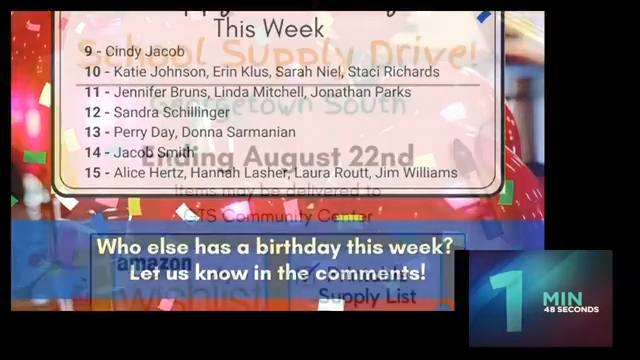 This Week
School Supply Drive!
9 - Cindy Jacob
10 - Katie Johnson, Erin Klus, Sarah Niel, Staci Richards
11 - Jennifer Bruns, Linda Mitchell, Jonathan Parks
Georgetown South
12 - Sandra Schillinger
13 - Perry Day, Donna Sarmanian
14 - Jacob Smith
Ending August 22nd
15 - Alice Hertz, Hannah Lasher, Laura Routt, Jim Williams
Items may be delivered to
GTS Community Center
Who else has a birthday this week?
amazon
Let us know in the comments!
wishlist
Supply List
1 MIN
48 SECONDS